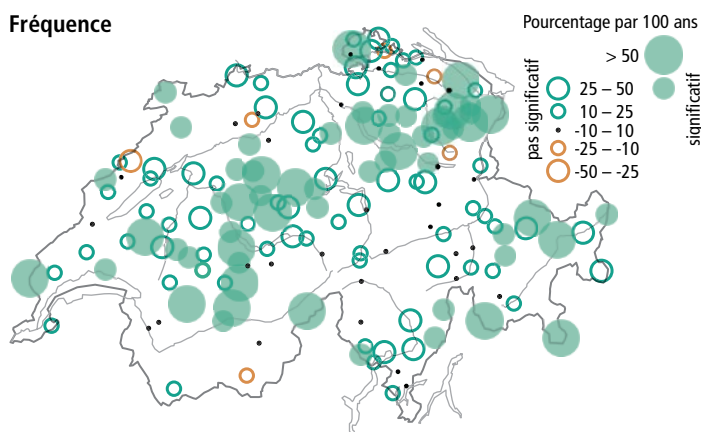 Fréquence
Pourcentage par 100 ans
> 50
25 – 50
10 – 25
-10 – 10
-25 – -10
-50 – -25
pas significatif
significatif